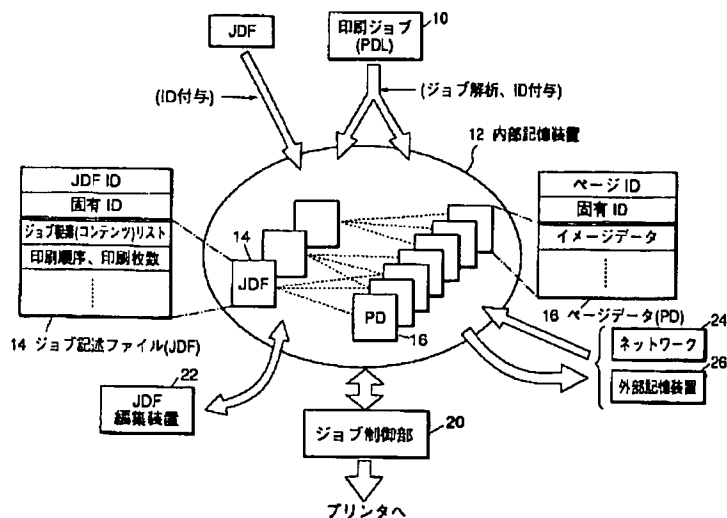 JDF
印刷ジョブ
(PDL)
10
(ID付与)
(ジョブ解析、ID付与)
12 内部記憶装置
JDF ID
固有 ID
ジョブ要素(コンテンツ)リスト
印刷順序、印刷枚数
14 ジョブ記述ファイル(JDF)
14
JDF
PD
16
ページ ID
固有 ID
イメージデータ
16 ページデータ(PD)
24
ネットワーク
26
外部記憶装置
22
JDF
編集装置
ジョブ制御部
20
プリンタへ